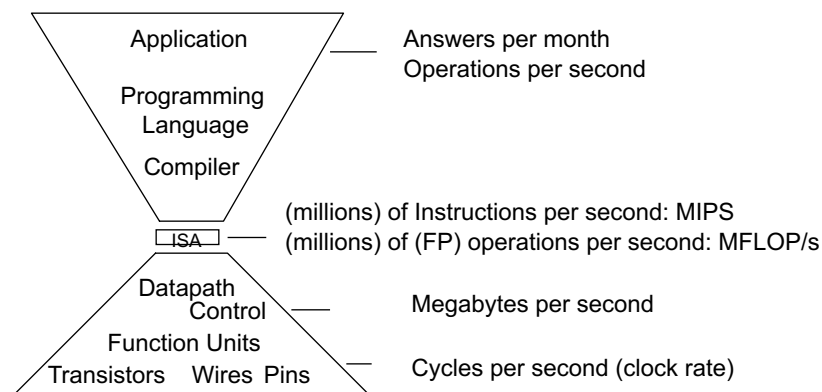 Application
Answers per month
Operations per second
Programming
Language
Compiler
(millions) of Instructions per second: MIPS
ISA
(millions) of (FP) operations per second: MFLOP/s
Datapath
Control
Megabytes per second
Function Units
Transistors Wires Pins
Cycles per second (clock rate)